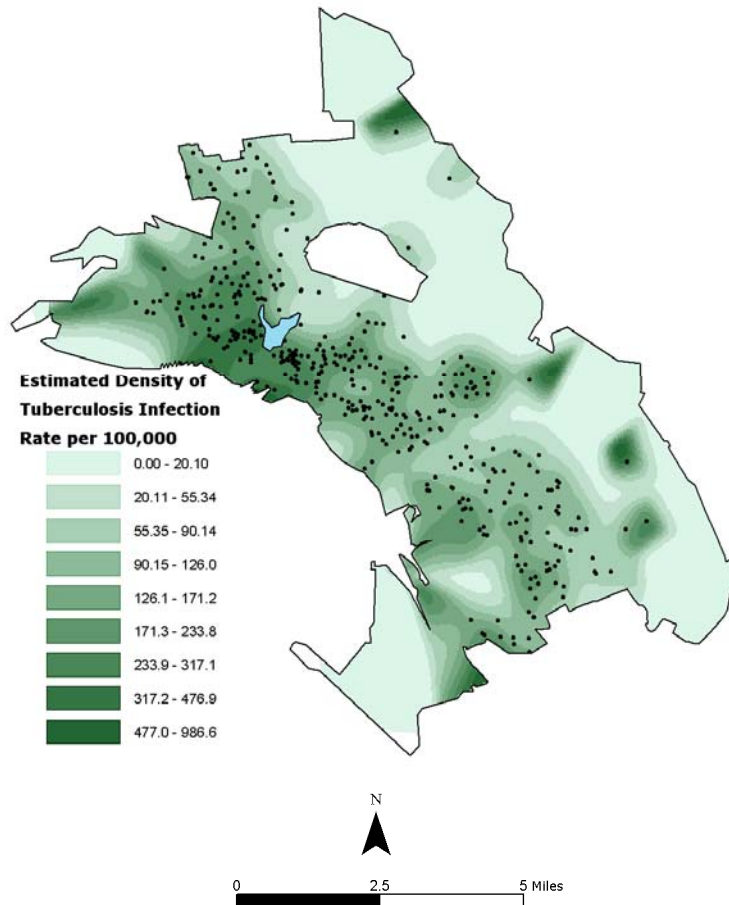 Estimated Density of
Tuberculosis Infection
Rate per 100,000
0.00 - 20.10
20.11 - 55.34
55.35 - 90.14
90.15 - 126.0
126.1 - 171.2
171.3 - 233.8
233.9 - 317.1
317.2 - 476.9
477.0 - 986.6
N
0 2.5 5 Miles